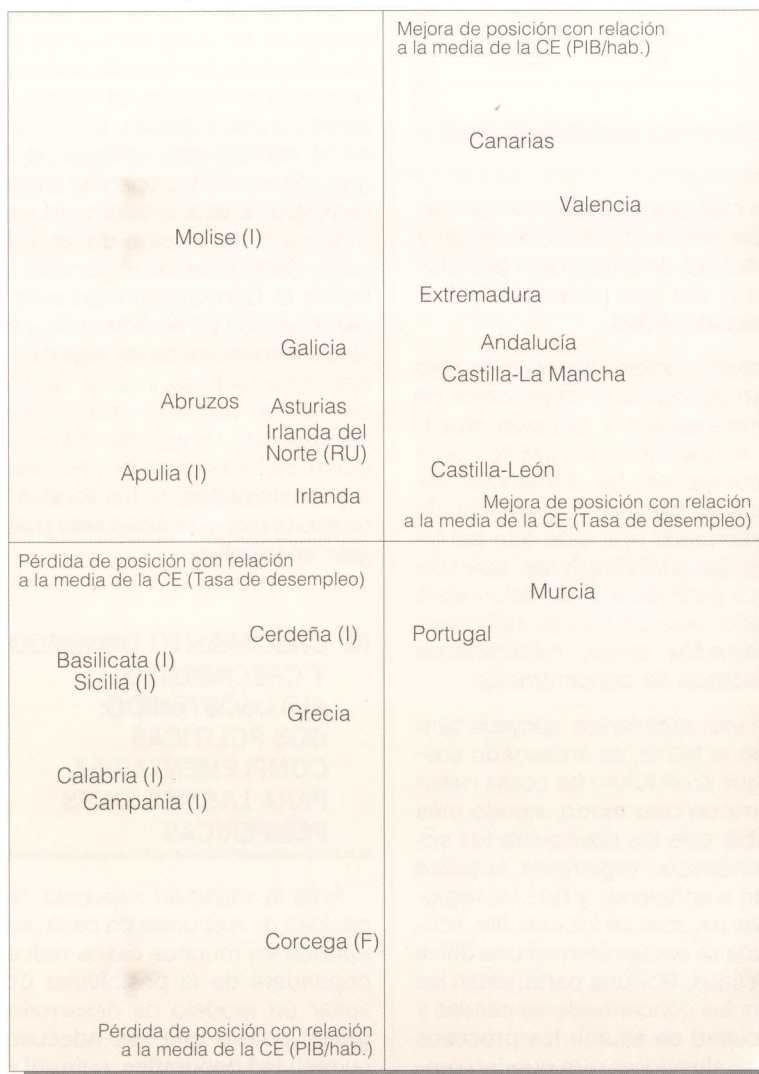 Mejora de posición con relación
a la media de la CE (PIB/hab.)
Canarias
Valencia
Molise (I)
Extremadura
Galicia
Andalucía
Castilla-La Mancha
Abruzos
Asturias
Irlanda del
Norte (RU)
Apulia (I)
Castilla-León
Irlanda
Mejora de posición con relación
a la media de la CE (Tasa de desempleo)
Pérdida de posición con relación
a la media de la CE (Tasa de desempleo)
Murcia
Cerdeña (I)
Portugal
Basilicata (I)
Sicilia (I)
Grecia
Calabria (I)
Campania (I)
Corcega (F)
Pérdida de posición con relación
a la media de la CE (PIB/hab.)